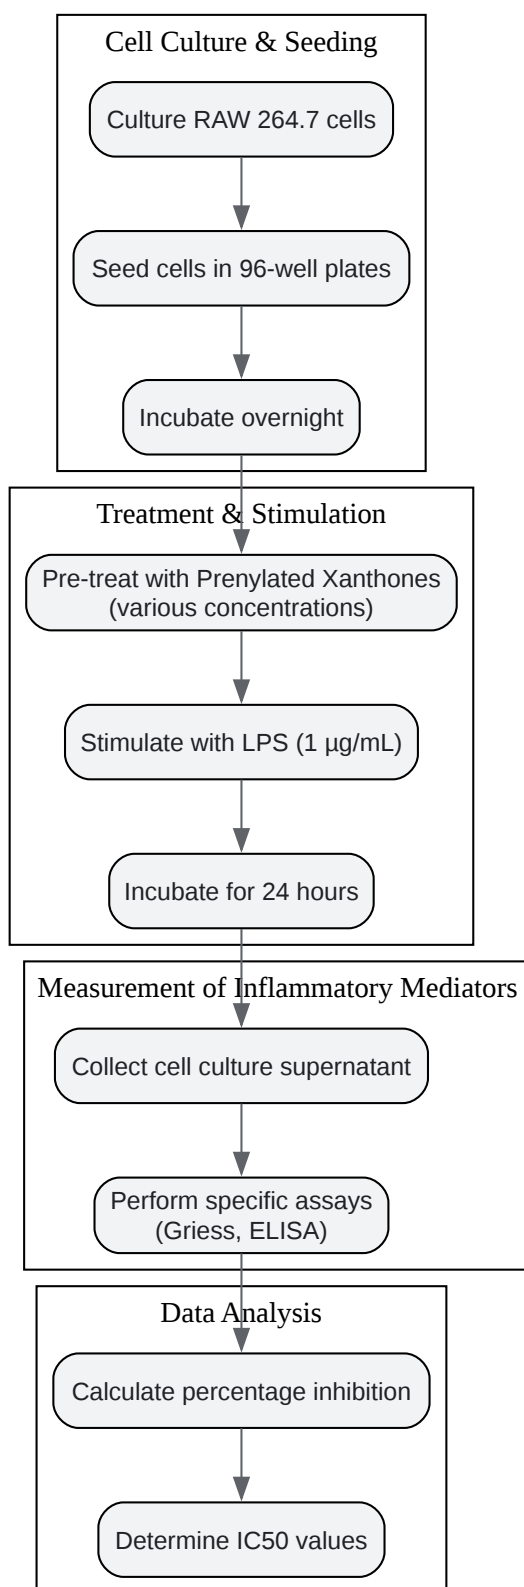 Cell Culture & Seeding
Culture RAW 264.7 cells
Seed cells in 96-well plates
Incubate overnight
Treatment & Stimulation
Pre-treat with Prenylated Xanthones
(various concentrations)
Stimulate with LPS (1 µg/mL)
Incubate for 24 hours
Measurement of Inflammatory Mediators
Collect cell culture supernatant
Perform specific assays
(Griess, ELISA)
Data Analysis
Calculate percentage inhibition
Determine IC50 values